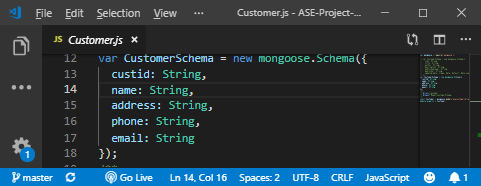 File Edit Selection View ··· Customer.js - ASE-Project-...
JS Customer.js ×
12 var CustomerSchema = new mongoose.Schema({
13 custid: String,
14 name: String,
15 address: String,
16 phone: String,
17 email: String
18 });
1
master Go Live Ln 14, Col 16 Spaces: 2 UTF-8 CRLF JavaScript